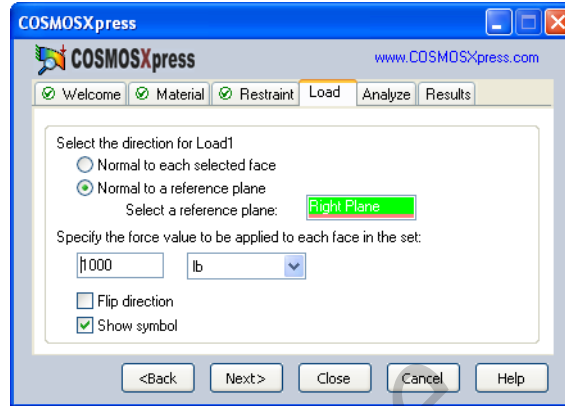 COSMOSXpress
COSMOSXpress www.COSMOSXpress.com
Welcome Material Restraint Load Analyze Results
Select the direction for Load1
Normal to each selected face
Normal to a reference plane
Select a reference plane: Right Plane
Specify the force value to be applied to each face in the set:
1000 lb
Flip direction
Show symbol
<Back Next> Close Cancel Help